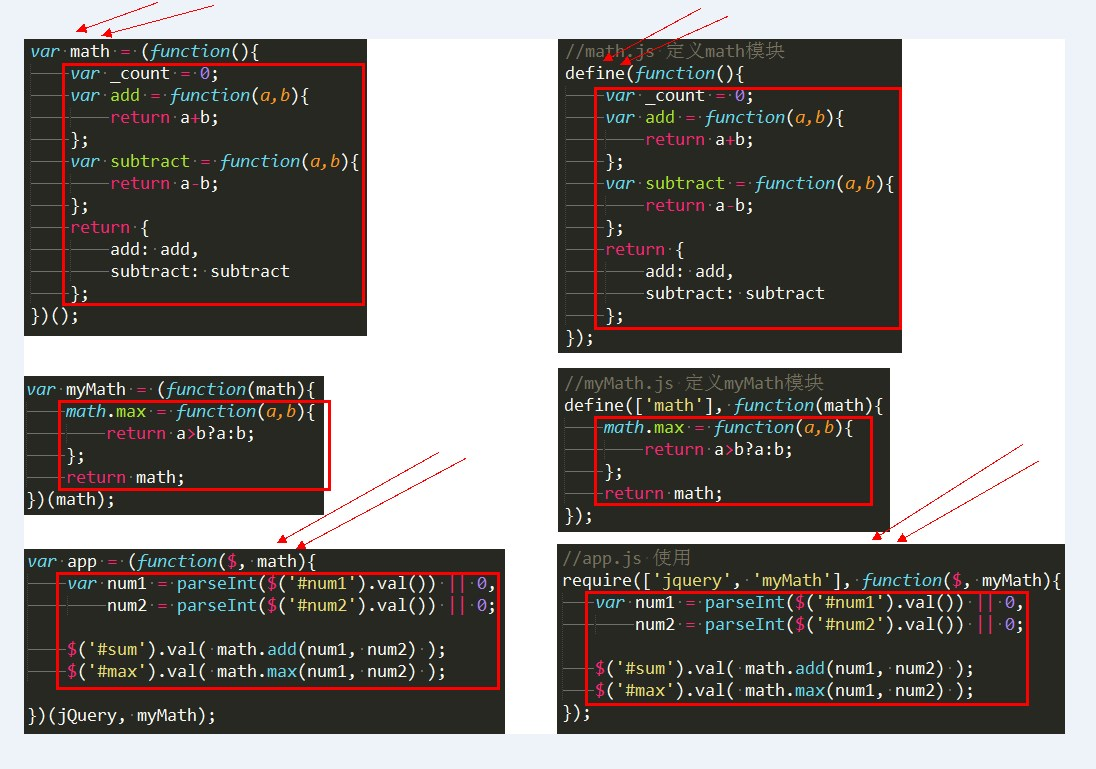 var math = (function(){
var _count = 0;
var add = function(a,b){
return a+b;
};
var subtract = function(a,b){
return a-b;
};
return {
add: add,
subtract: subtract
};
})();
var myMath = (function(math){
math.max = function(a,b){
return a>b?a:b;
};
return math;
})(math);
var app = (function($, math){
var num1 = parseInt($('#num1').val()) || 0,
num2 = parseInt($('#num2').val()) || 0;
$('#sum').val( math.add(num1, num2) );
$('#max').val( math.max(num1, num2) );
})(jQuery, myMath);
//math.js 定义math模块
define(function(){
var _count = 0;
var add = function(a,b){
return a+b;
};
var subtract = function(a,b){
return a-b;
};
return {
add: add,
subtract: subtract
};
});
//myMath.js 定义myMath模块
define(['math'], function(math){
math.max = function(a,b){
return a>b?a:b;
};
return math;
});
//app.js 使用
require(['jquery', 'myMath'], function($, myMath){
var num1 = parseInt($('#num1').val()) || 0,
num2 = parseInt($('#num2').val()) || 0;
$('#sum').val( math.add(num1, num2) );
$('#max').val( math.max(num1, num2) );
});